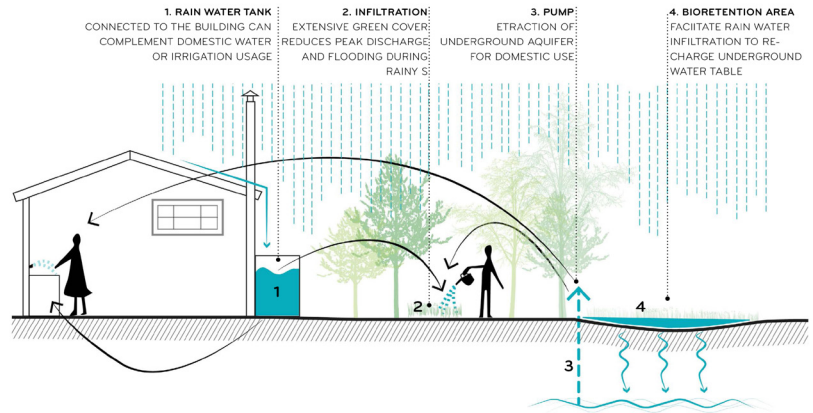 1. RAIN WATER TANK
CONNECTED TO THE BUILDING CAN
COMPLEMENT DOMESTIC WATER
OR IRRIGATION USAGE
2. INFILTRATION
EXTENSIVE GREEN COVER
REDUCES PEAK DISCHARGE
AND FLOODING DURING
RAINY S
3. PUMP
ETRACTION OF
UNDERGROUND AQUIFER
FOR DOMESTIC USE
4. BIORETENTION AREA
FACIITATE RAIN WATER
INFILTRATION TO RE-
CHARGE UNDERGROUND
WATER TABLE
1
2
4
3